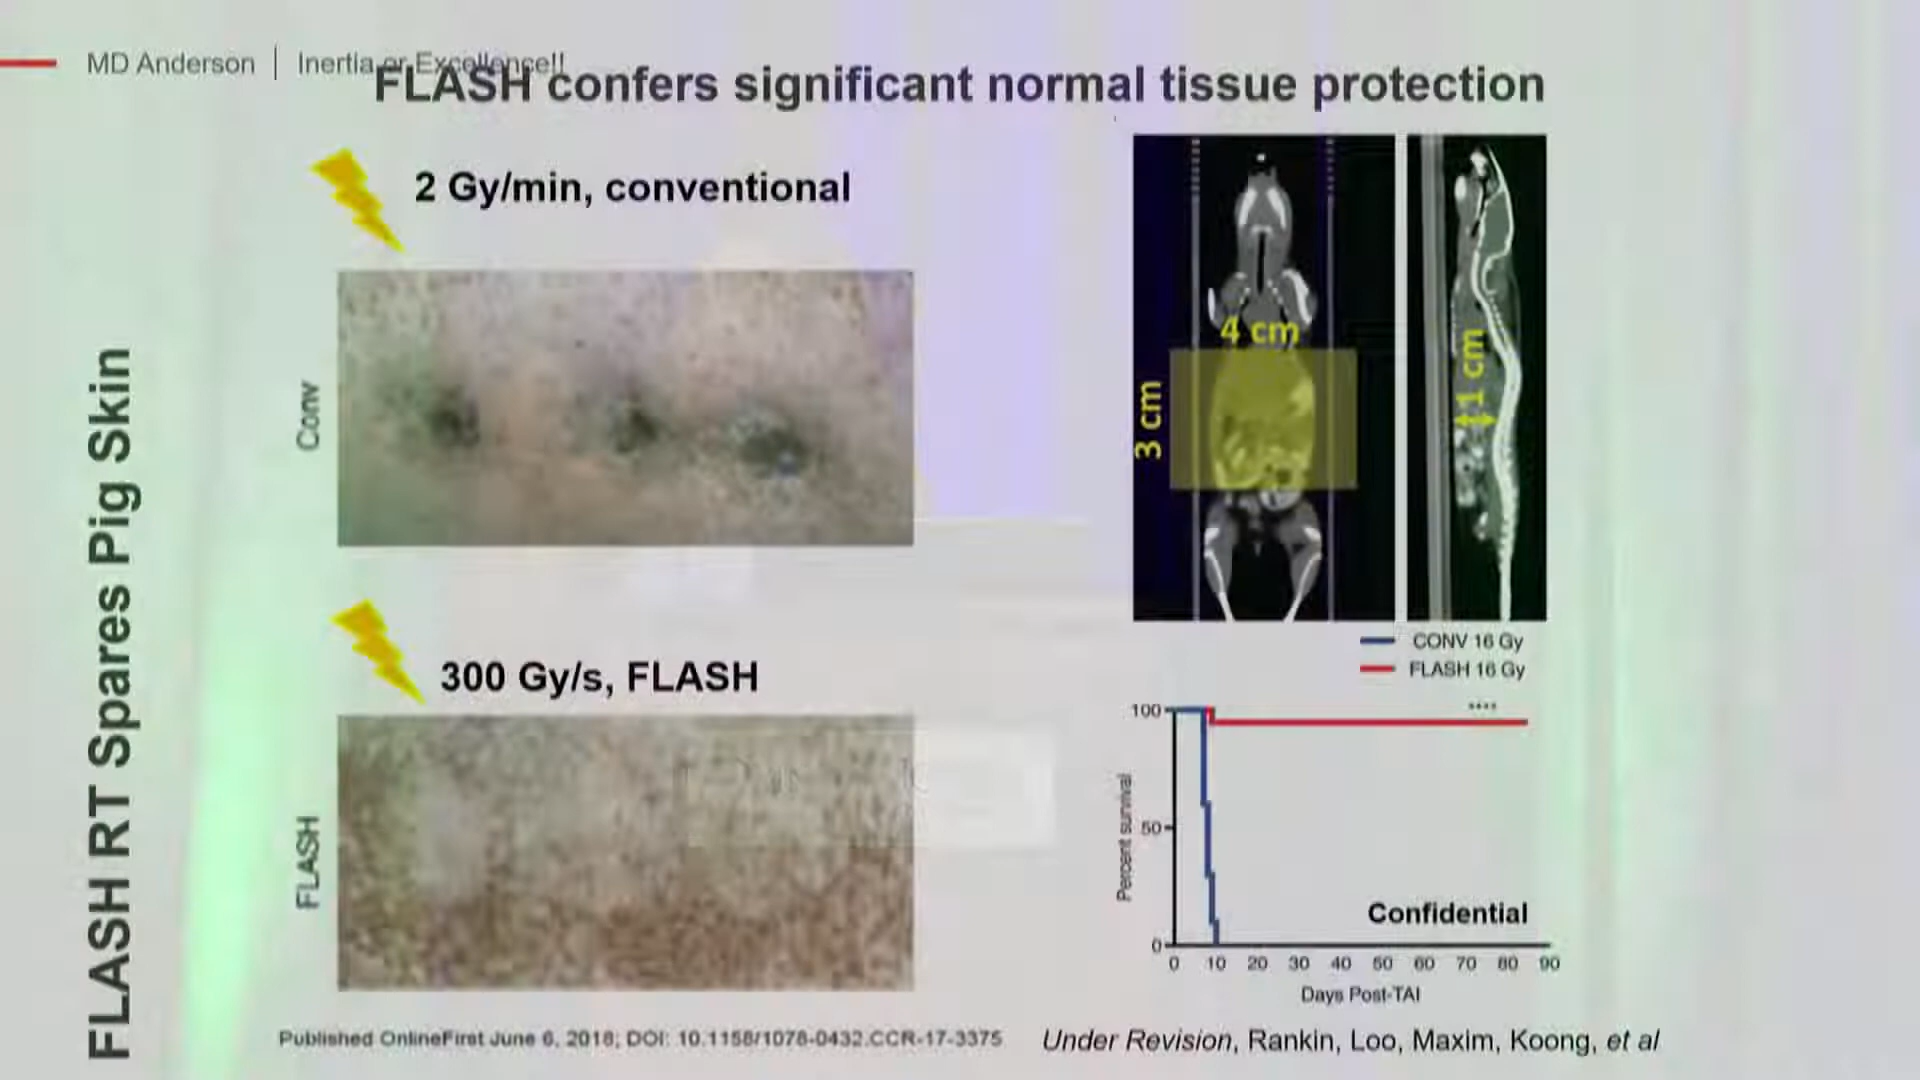 MD Anderson | Inertia or Excellence!!
FLASH confers significant normal tissue protection
FLASH RT Spares Pig Skin
2 Gy/min, conventional
Conv
300 Gy/s, FLASH
FLASH
4 cm
3 cm
1 cm
CONV 16 Gy
FLASH 16 Gy
****
Percent survival
100
50
0
Confidential
0 10 20 30 40 50 60 70 80 90
Days Post-TAI
Published OnlineFirst June 6, 2018; DOI: 10.1158/1078-0432.CCR-17-3375
Under Revision, Rankin, Loo, Maxim, Koong, et al